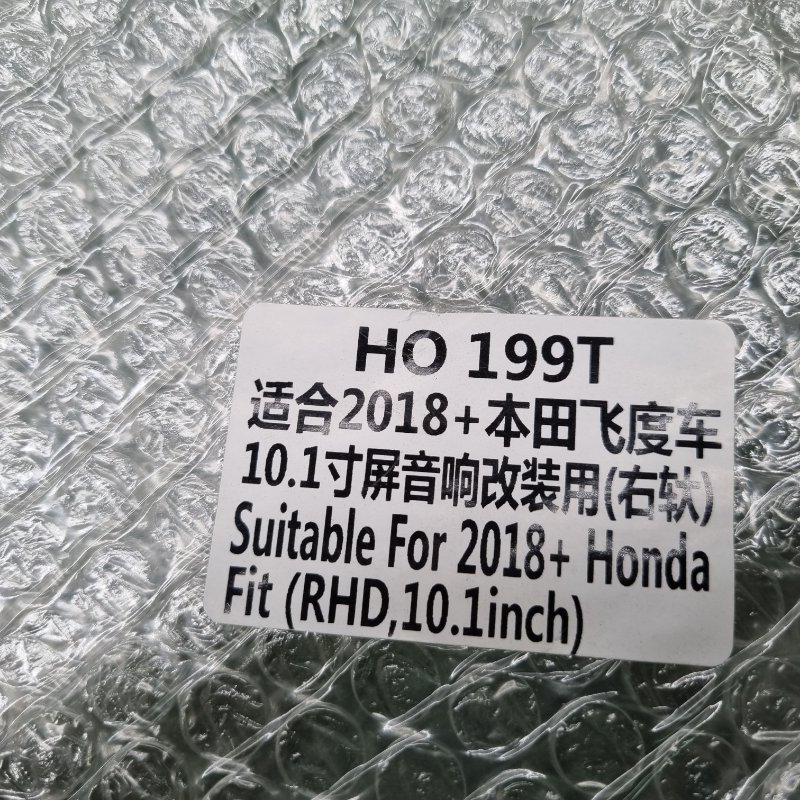 HO 199T
适合2018+本田飞度车
10.1寸屏音响改装用(右钛)
Suitable For 2018+ Honda
Fit (RHD,10.1inch)